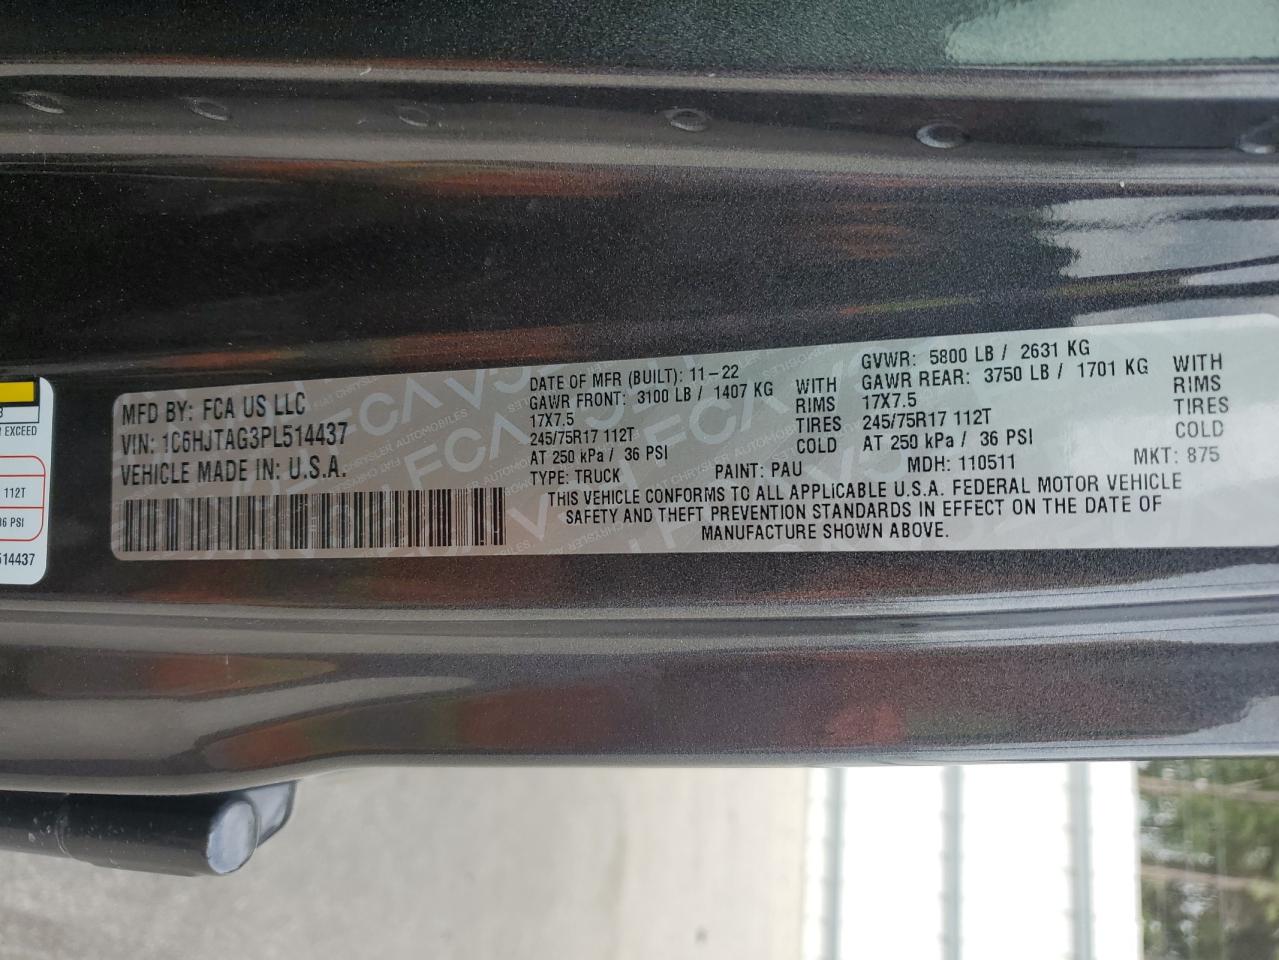 MFD BY: FCA US LLC
VIN: 1C6HJTAG3PL514437
VEHICLE MADE IN: U.S.A.
DATE OF MFR (BUILT): 11-22
GAWR FRONT: 3100 LB / 1407 KG WITH
17X7.5 RIMS
245/75R17 112T TIRES
AT 250 kPa / 36 PSI COLD
GVWR: 5800 LB / 2631 KG
GAWR REAR: 3750 LB / 1701 KG WITH
17X7.5 RIMS
245/75R17 112T TIRES
AT 250 kPa / 36 PSI COLD
TYPE: TRUCK PAINT: PAU MDH: 110511 MKT: 875
THIS VEHICLE CONFORMS TO ALL APPLICABLE U.S.A. FEDERAL MOTOR VEHICLE
SAFETY AND THEFT PREVENTION STANDARDS IN EFFECT ON THE DATE OF
MANUFACTURE SHOWN ABOVE.
EXCEED
112T
36 PSI
514437